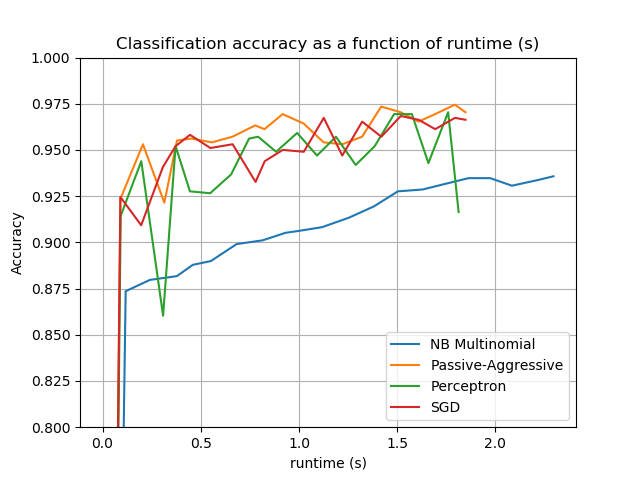 Classification accuracy as a function of runtime (s)
1.000
0.975
0.950
0.925
0.900
0.875
0.850
0.825
0.800
Accuracy
NB Multinomial
Passive-Aggressive
Perceptron
SGD
0.0 0.5 1.0 1.5 2.0
runtime (s)